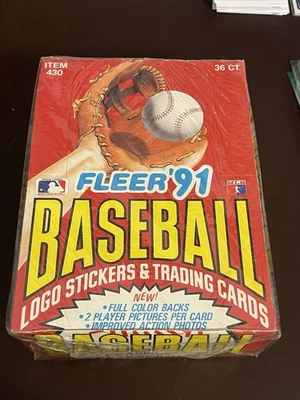 ITEM
430
36 CT.
FLEER'91
BASEBALL
LOGO STICKERS & TRADING CARDS
NEW!
• FULL COLOR BACKS
• 2 PLAYER PICTURES PER CARD
• IMPROVED ACTION PHOTOS
BASEBALL